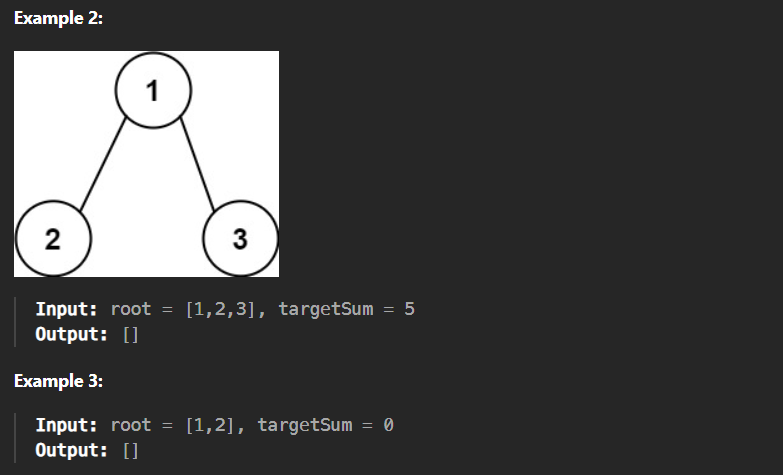 Example 2:
1
2 3
Input: root = [1,2,3], targetSum = 5
Output: []
Example 3:
Input: root = [1,2], targetSum = 0
Output: []